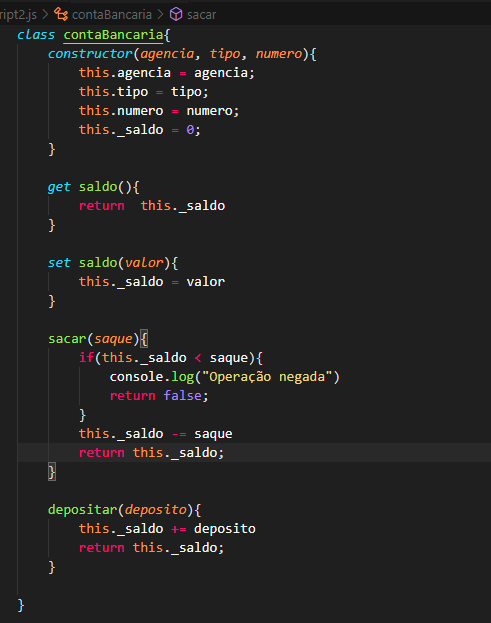 ript2.js > contaBancaria > sacar
class contaBancaria{
    constructor(agencia, tipo, numero){
        this.agencia = agencia;
        this.tipo = tipo;
        this.numero = numero;
        this._saldo = 0;
    }
    get saldo(){
        return  this._saldo
    }
    set saldo(valor){
        this._saldo = valor
    }
    sacar(saque){
        if(this._saldo < saque){
            console.log("Operação negada")
            return false;
        }
        this._saldo -= saque
        return this._saldo;
    }
    depositar(deposito){
        this._saldo += deposito
        return this._saldo;
    }
}